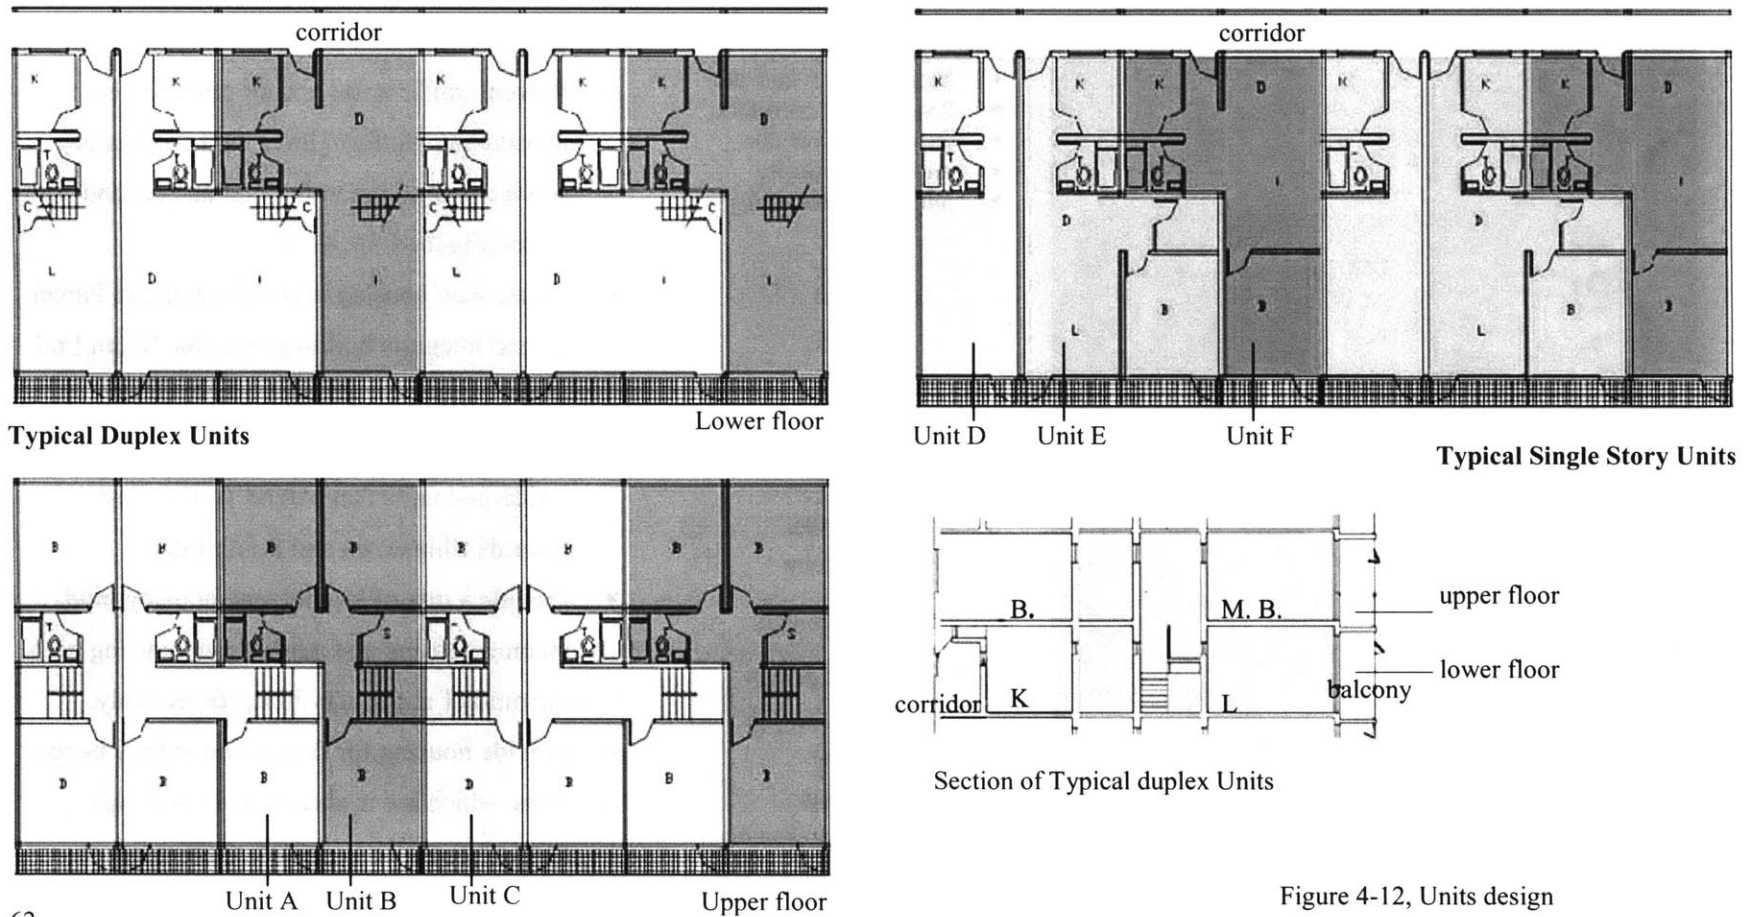 corridor
K K K K K K
D D
T T T T T T
C C C C
L D I I L D I I
Lower floor
Typical Duplex Units
B B B B B B B
T T T S T T T S
D B B B D B B B
Unit A Unit B Unit C Upper floor
corridor
K K K D K K K D
T T T T T T
I I
D D
B B B B
L L
Unit D Unit E Unit F
Typical Single Story Units
B. M. B. upper floor
lower floor
balcony
corridor K L
Section of Typical duplex Units
Figure 4-12, Units design